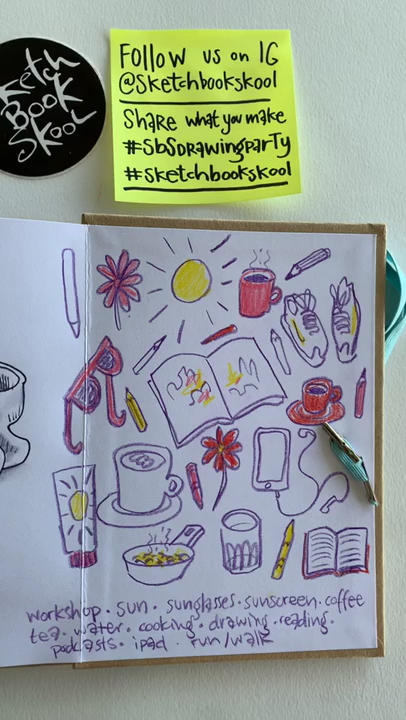 Sketch
Book
Skool
Follow us on IG
@Sketchbookskool
Share what you make
#SbSDrawingParty
#sketchbookskool
workshop · sun · sunglasses · sunscreen · coffee
tea · water · cooking · drawing · reading ·
podcasts · ipad · run/walk